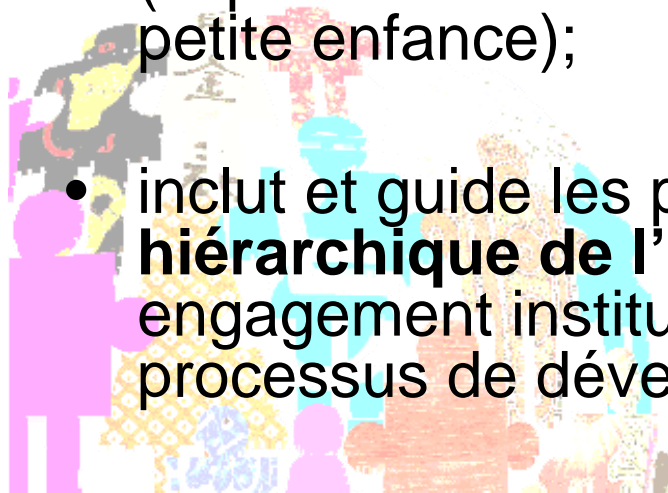 petite enfance);
• inclut et guide les p
hiérarchique de l'
engagement institu
processus de déve